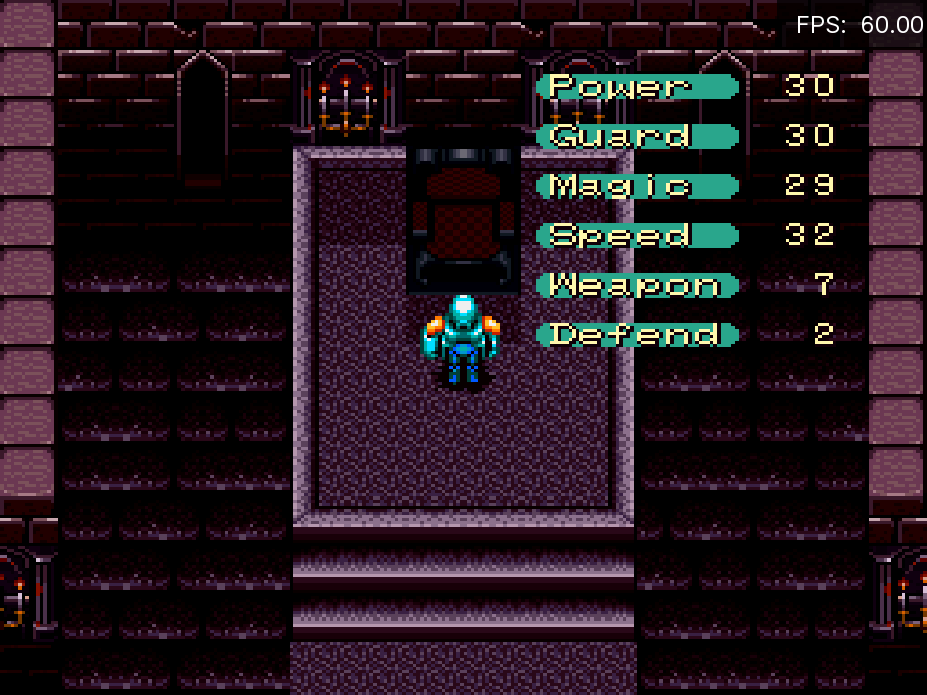 FPS: 60.00
Power 30
Guard 30
Magic 29
Speed 32
Weapon 7
Defend 2